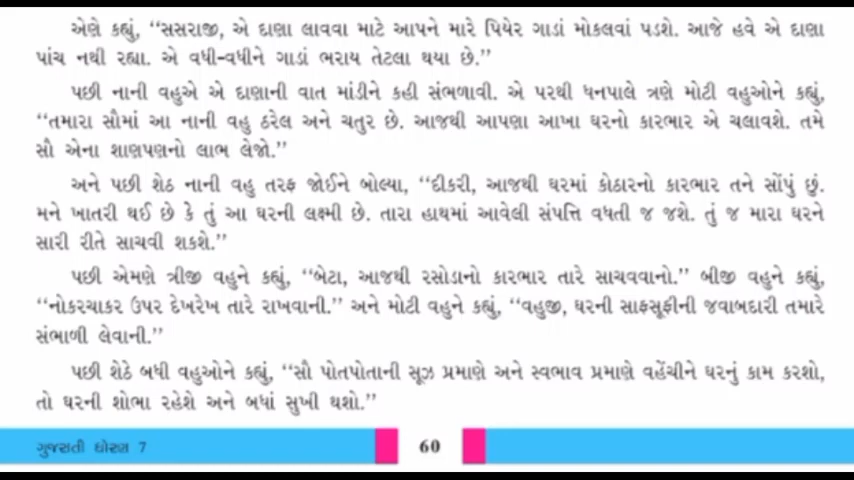 એણે કહ્યું, “સસરાજી, એ દાણા લાવવા માટે આપને મારે પિયેર ગાડાં મોકલવાં પડશે. આજે હવે એ દાણા
પાંચ નથી રહ્યા. એ વધી-વધીને ગાડાં ભરાય તેટલા થયા છે.”
પછી નાની વહુએ એ દાણાની વાત માંડીને કહી સંભળાવી. એ પરથી ધનપાલે ત્રણે મોટી વહુઓને કહ્યું,
“તમારા સૌમાં આ નાની વહુ ઠરેલ અને ચતુર છે. આજથી આપણા આખા ઘરનો કારભાર એ ચલાવશે. તમે
સૌ એના શાણપણનો લાભ લેજો.”
અને પછી શેઠ નાની વહુ તરફ જોઈને બોલ્યા, “દીકરી, આજથી ઘરમાં કોઠારનો કારભાર તને સોંપું છું.
મને ખાતરી થઈ છે કે તું આ ઘરની લક્ષ્મી છે. તારા હાથમાં આવેલી સંપત્તિ વધતી જ જશે. તું જ મારા ઘરને
સારી રીતે સાચવી શકશે.”
પછી એમણે ત્રીજી વહુને કહ્યું, “બેટા, આજથી રસોડાનો કારભાર તારે સાચવવાનો.” બીજી વહુને કહ્યું,
“નોકરચાકર ઉપર દેખરેખ તારે રાખવાની.” અને મોટી વહુને કહ્યું, “વહુજી, ઘરની સાફસૂફીની જવાબદારી તમારે
સંભાળી લેવાની.”
પછી શેઠે બધી વહુઓને કહ્યું, “સૌ પોતપોતાની સૂઝ પ્રમાણે અને સ્વભાવ પ્રમાણે વહેંચીને ઘરનું કામ કરશો,
તો ઘરની શોભા રહેશે અને બધાં સુખી થશો.”
ગુજરાતી ધોરણ 7
60